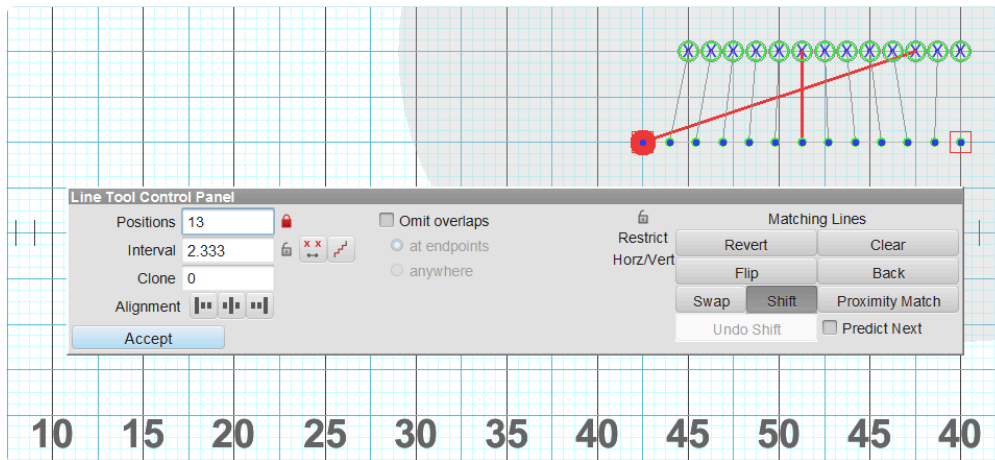 Line Tool Control Panel
Positions 13
Omit overlaps
Matching Lines
Restrict
Horz/Vert
Interval 2.333
at endpoints
Revert Clear
Clone 0
anywhere
Flip Back
Alignment
Swap Shift Proximity Match
Accept
Undo Shift
Predict Next
10 15 20 25 30 35 40 45 50 45 40